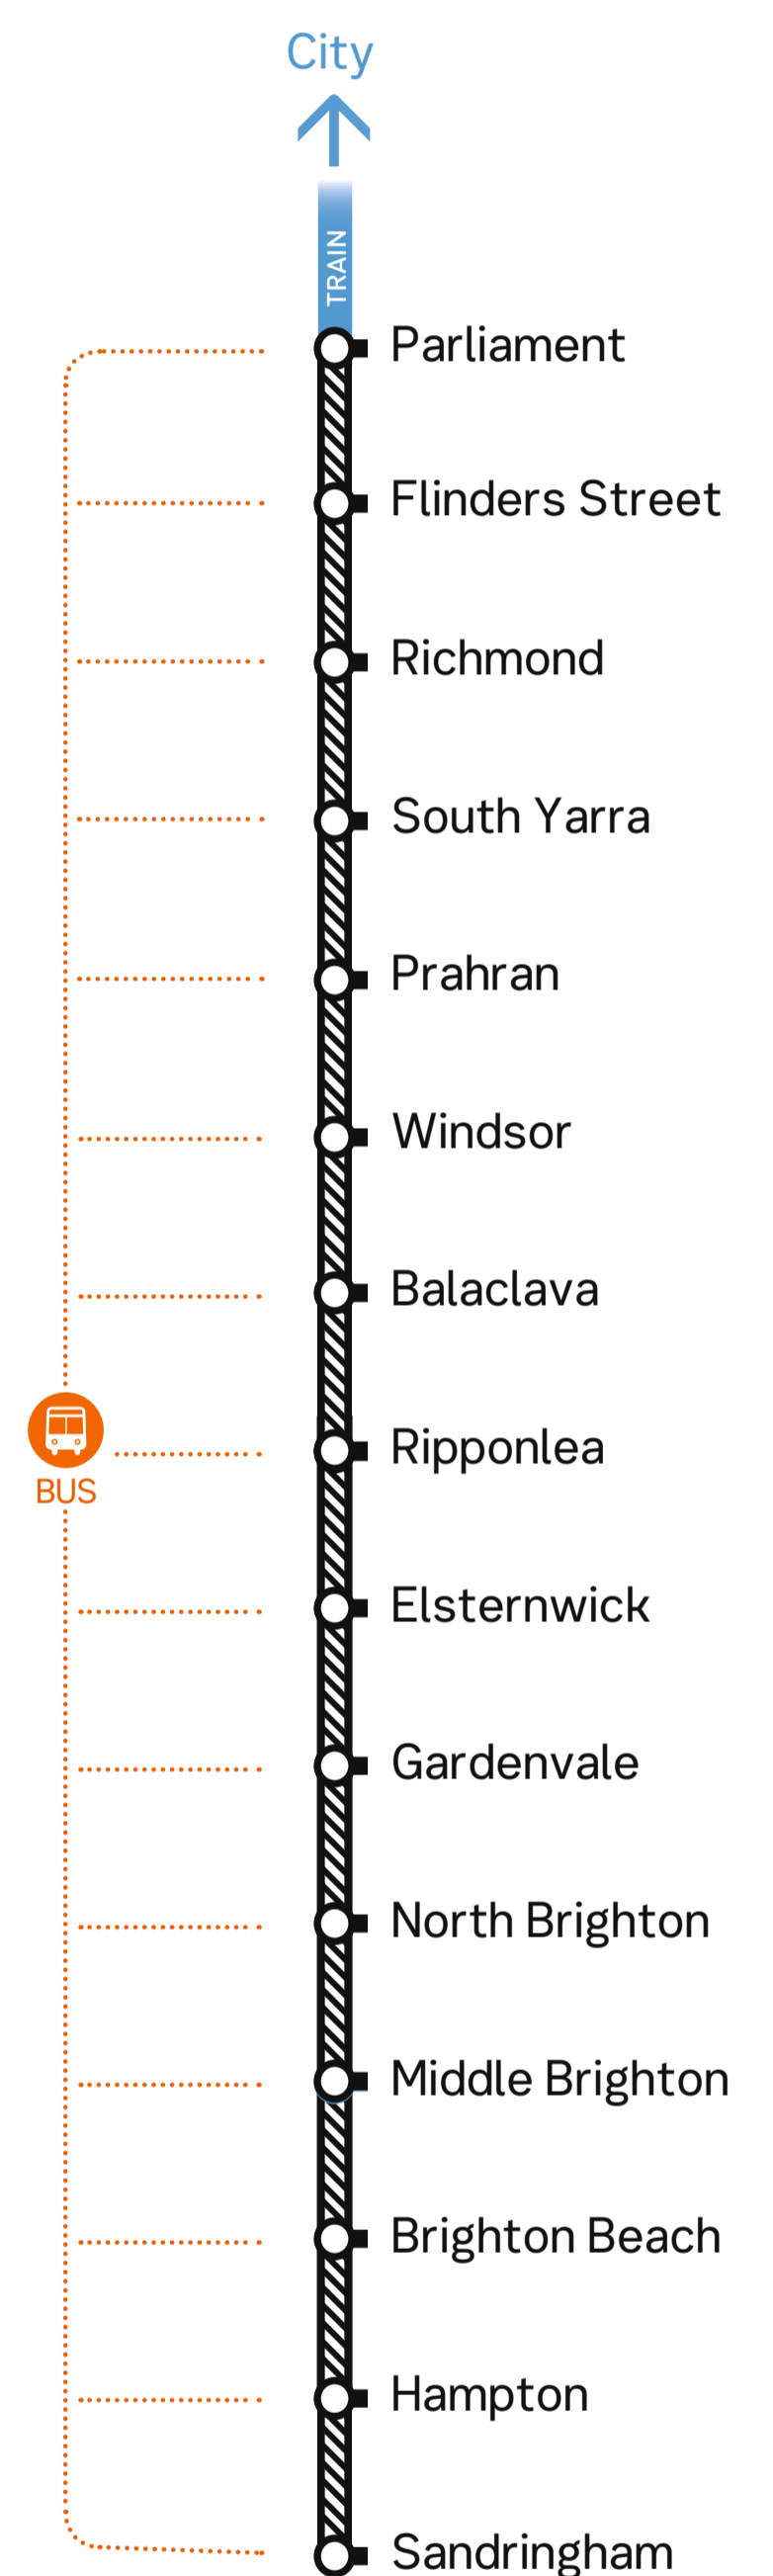 City
TRAIN
Parliament
Flinders Street
Richmond
South Yarra
Prahran
Windsor
Balaclava
Ripponlea
BUS
Elsternwick
Gardenvale
North Brighton
Middle Brighton
Brighton Beach
Hampton
Sandringham